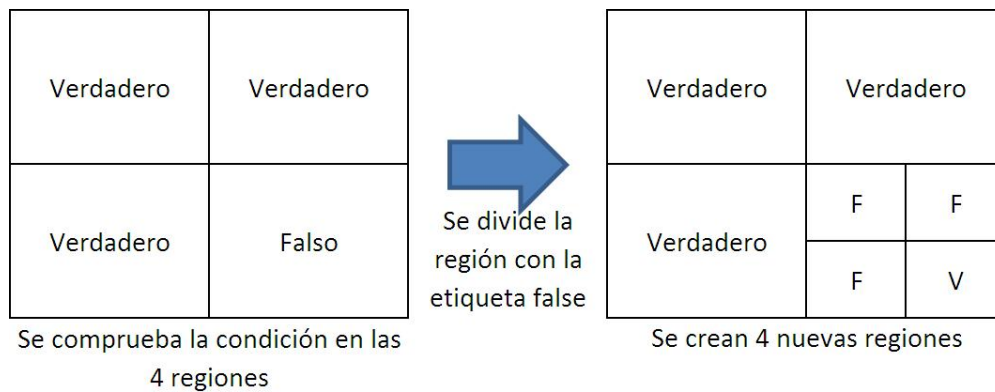 Verdadero Verdadero
Verdadero Falso
Se comprueba la condición en las
4 regiones
Se divide la
región con la
etiqueta false
Verdadero Verdadero
Verdadero
F F
F V
Se crean 4 nuevas regiones